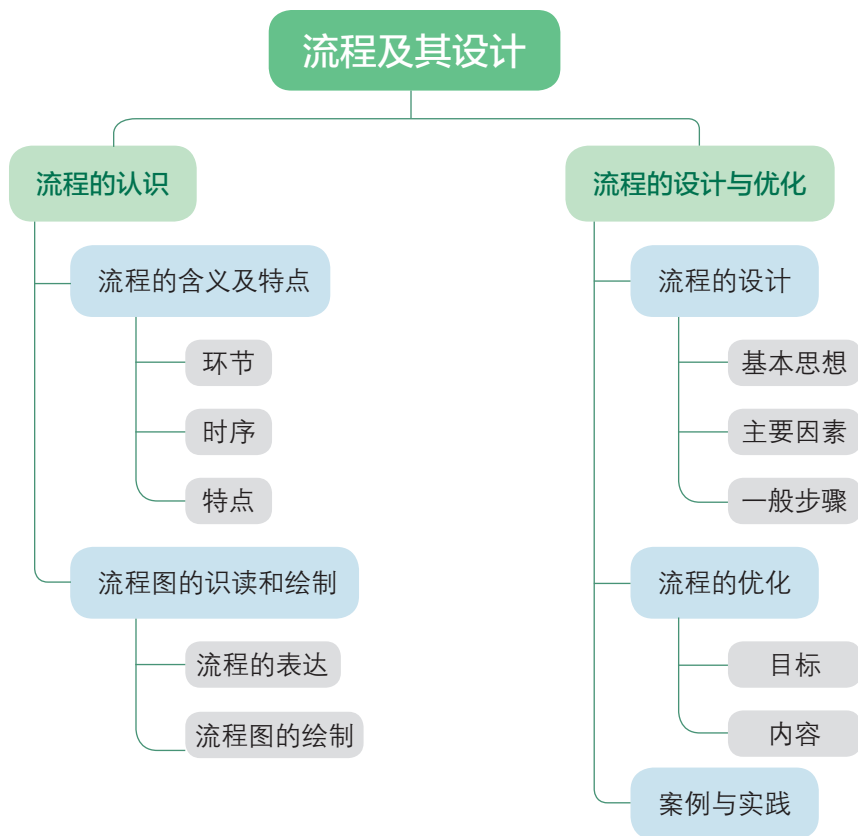 流程及其设计
流程的认识
流程的含义及特点
环节
时序
特点
流程图的识读和绘制
流程的表达
流程图的绘制
流程的设计与优化
流程的设计
基本思想
主要因素
一般步骤
流程的优化
目标
内容
案例与实践